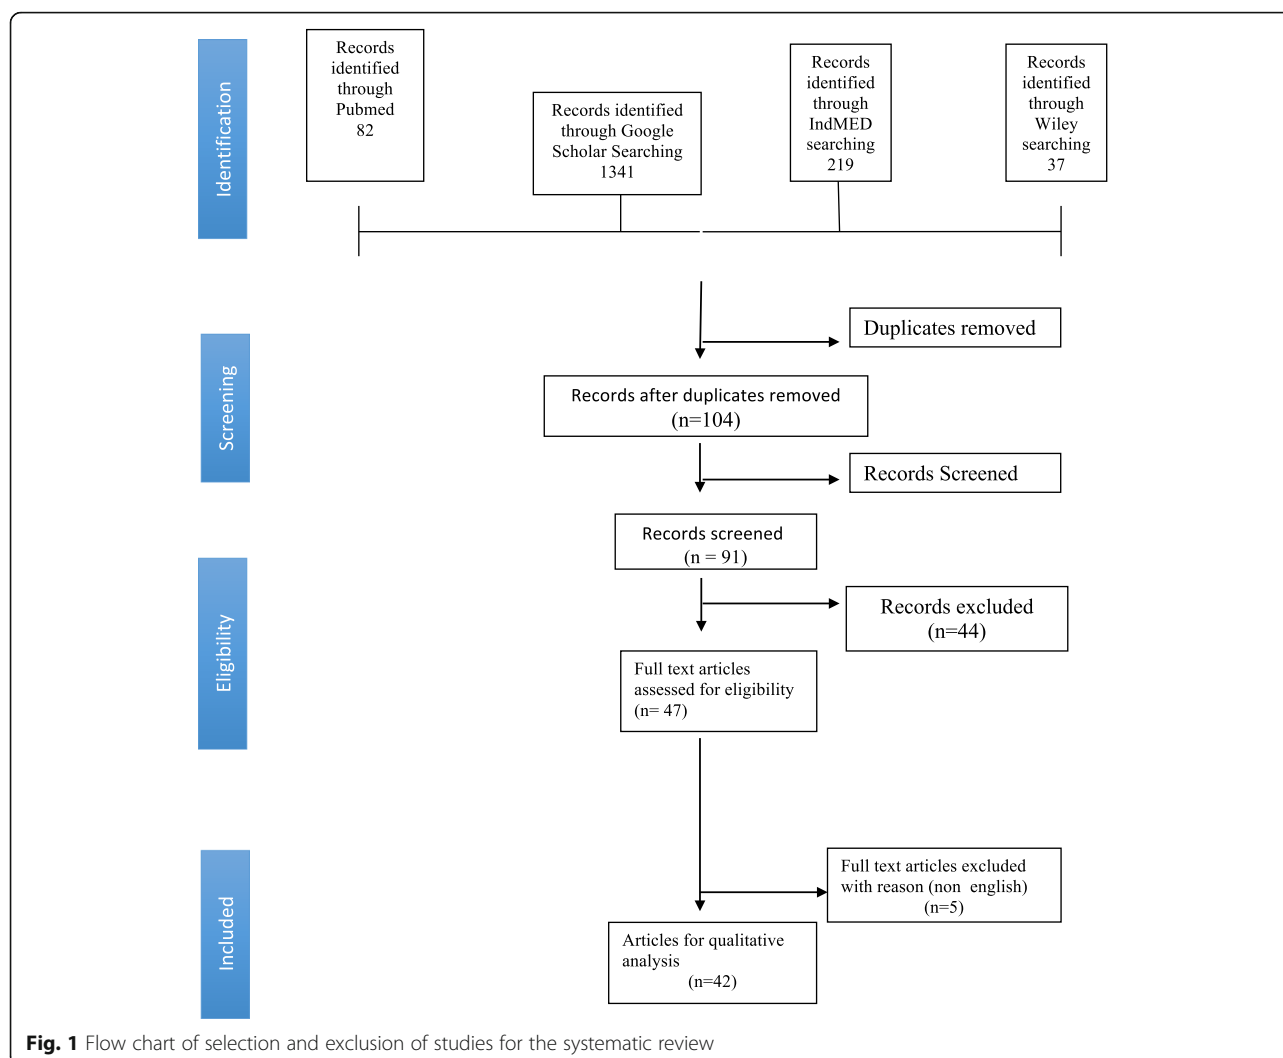 Identification
Records
identified
through
Pubmed
82
Records identified
through Google
Scholar Searching
1341
Records
identified
through
IndMED
searching
219
Records
identified
through
Wiley
searching
37
Screening
Duplicates removed
Records after duplicates removed
(n=104)
Records Screened
Records screened
(n = 91)
Eligibility
Records excluded
(n=44)
Full text articles
assessed for eligibility
(n= 47)
Included
Full text articles excluded
with reason (non english)
(n=5)
Articles for qualitative
analysis
(n=42)
Fig. 1 Flow chart of selection and exclusion of studies for the systematic review